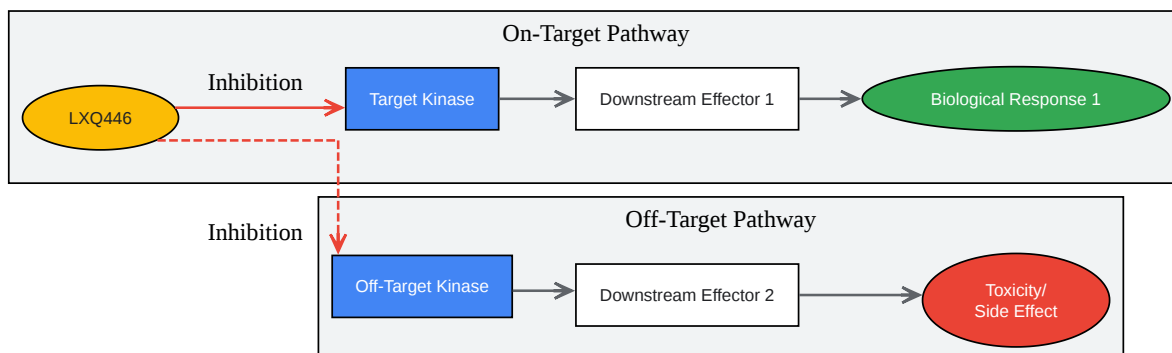 On-Target Pathway
Inhibition
LXQ446
Target Kinase
Downstream Effector 1
Biological Response 1
Off-Target Pathway
Inhibition
Off-Target Kinase
Downstream Effector 2
Toxicity/
Side Effect